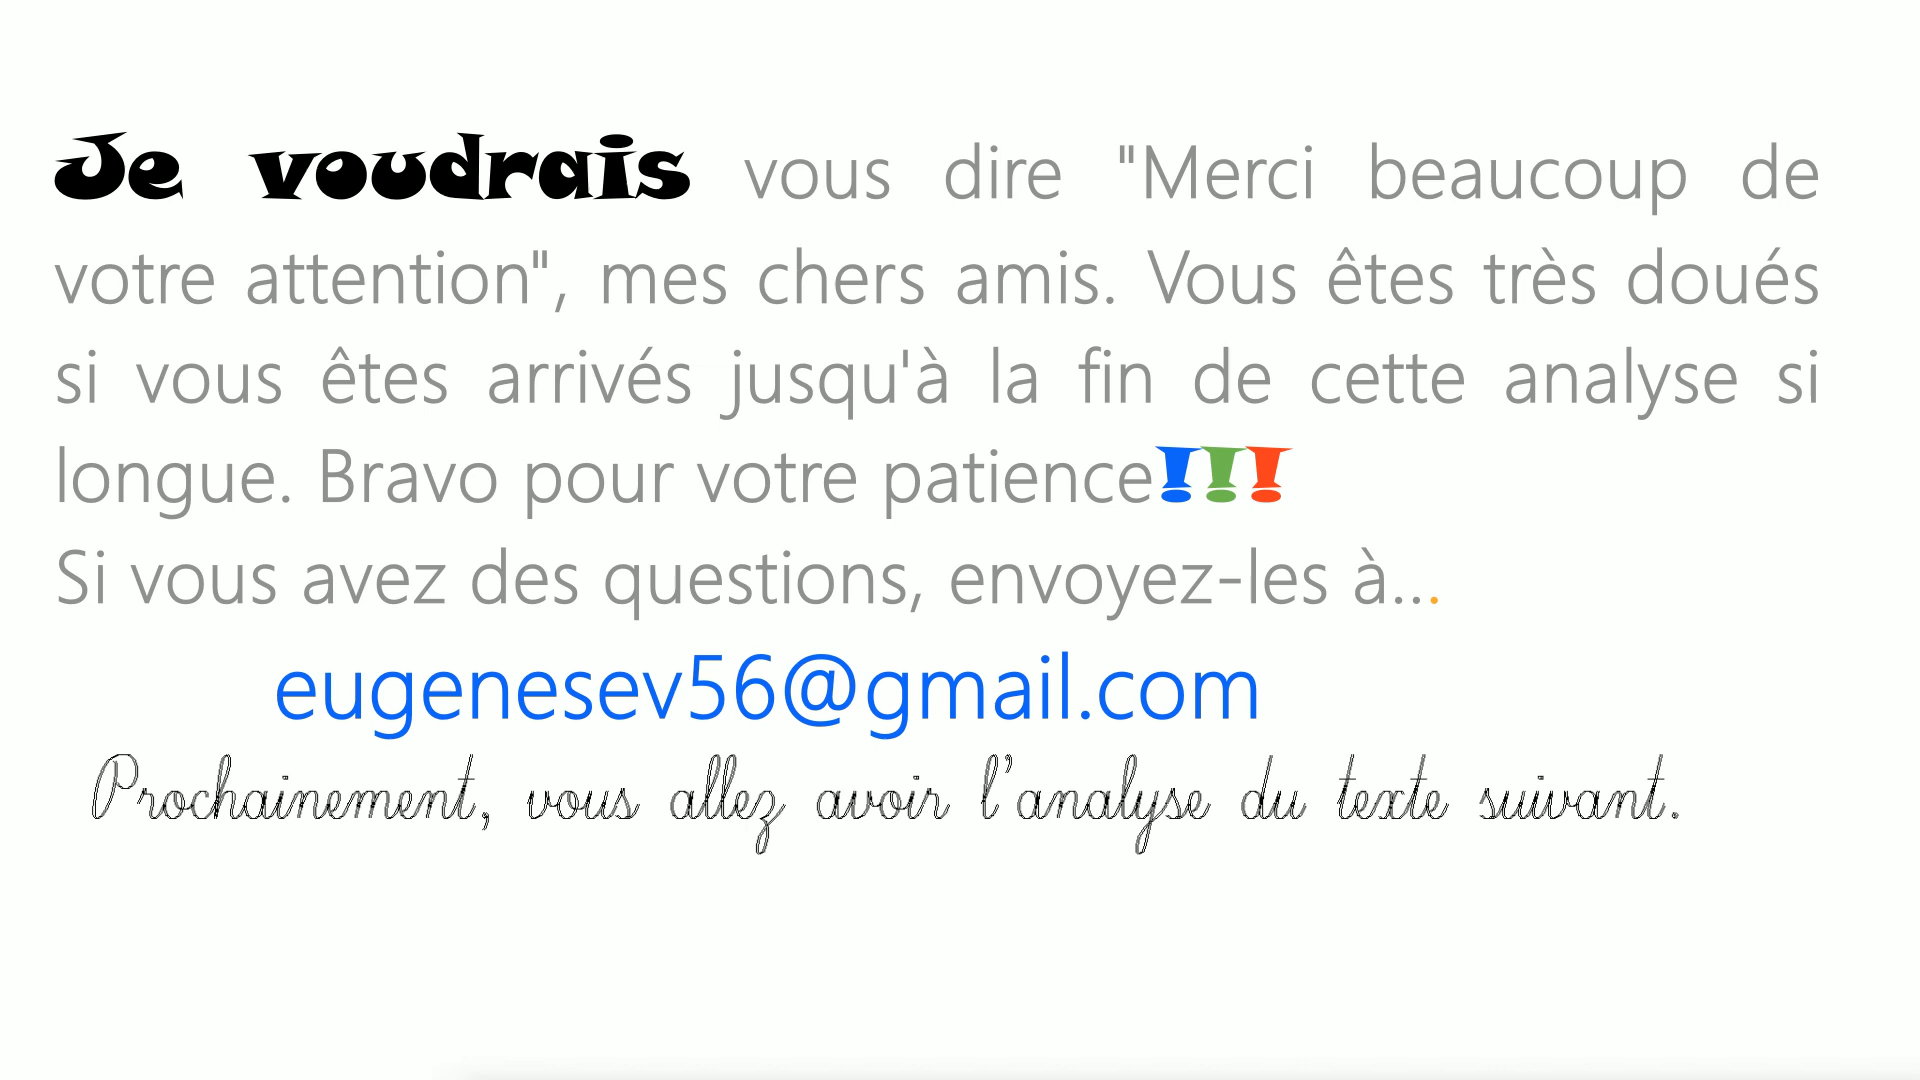 Je voudrais vous dire "Merci beaucoup de
votre attention", mes chers amis. Vous êtes très doués
si vous êtes arrivés jusqu'à la fin de cette analyse si
longue. Bravo pour votre patience!!!
Si vous avez des questions, envoyez-les à...
eugenesev56@gmail.com
Prochainement, vous allez avoir l'analyse du texte suivant.